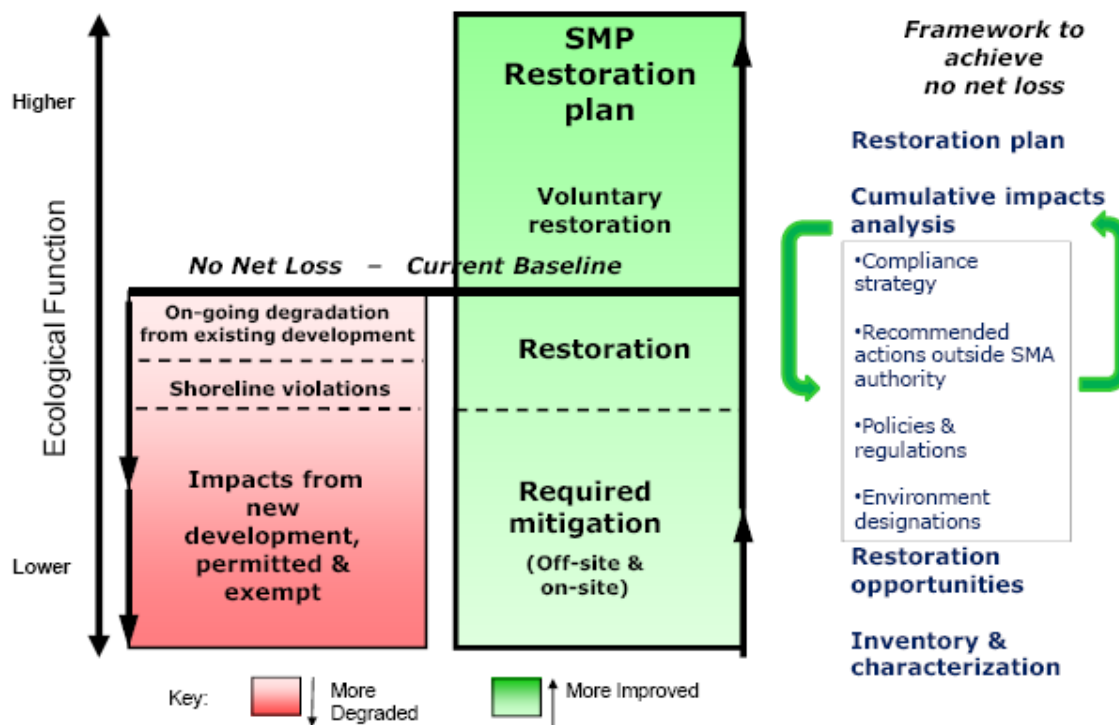 Ecological Function
Higher
Lower
SMP
Restoration
plan
Voluntary
restoration
No Net Loss – Current Baseline
On-going degradation
from existing development
Shoreline violations
Impacts from
new
development,
permitted &
exempt
Restoration
Required
mitigation
(Off-site &
on-site)
Framework to
achieve
no net loss
Restoration plan
Cumulative impacts
analysis
•Compliance
strategy
•Recommended
actions outside SMA
authority
•Policies &
regulations
•Environment
designations
Restoration
opportunities
Inventory &
characterization
Key:
More
Degraded
More Improved